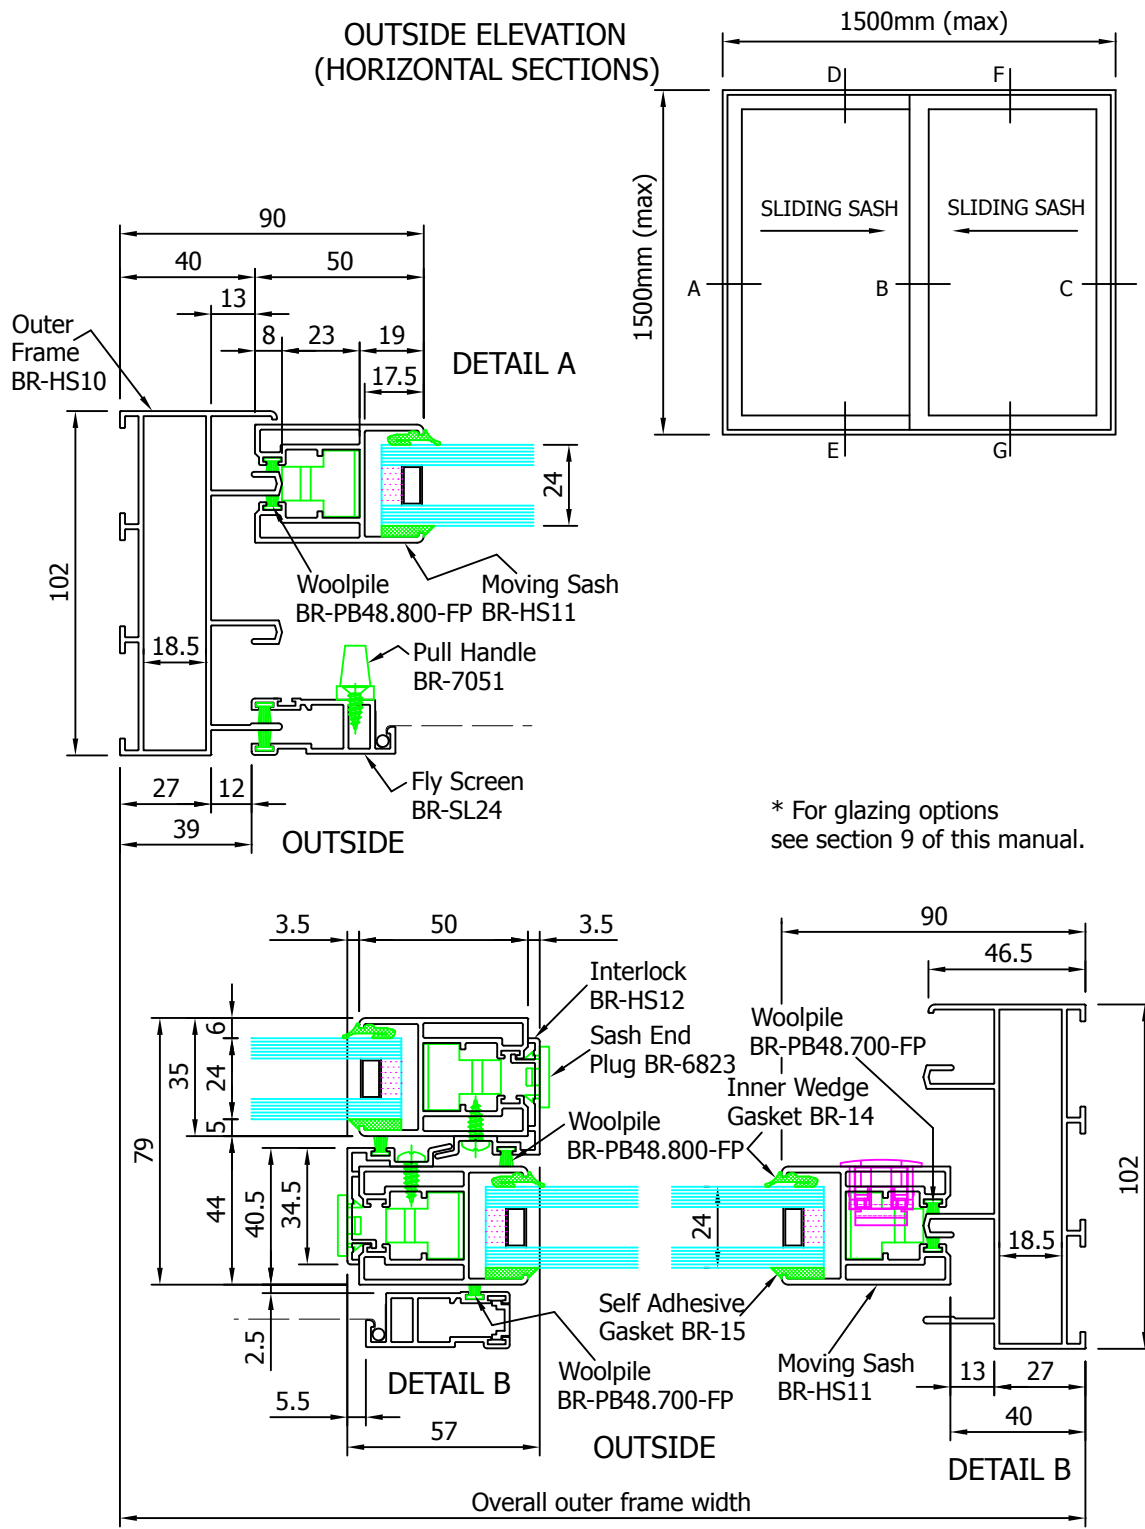 OUTSIDE ELEVATION
(HORIZONTAL SECTIONS)
1500mm (max)
D
F
1500mm (max)
SLIDING SASH
SLIDING SASH
A
B
C
E
G
90
40
50
13
8
23
19
17.5
DETAIL A
Outer
Frame
BR-HS10
24
102
Woolpile
BR-PB48.800-FP
Moving Sash
BR-HS11
18.5
Pull Handle
BR-7051
Fly Screen
BR-SL24
27
12
39
OUTSIDE
* For glazing options
see section 9 of this manual.
3.5
50
3.5
Interlock
BR-HS12
Sash End
Plug BR-6823
6
35
24
5
79
44
40.5
34.5
2.5
Woolpile
BR-PB48.800-FP
90
46.5
Woolpile
BR-PB48.700-FP
Inner Wedge
Gasket BR-14
24
18.5
102
Self Adhesive
Gasket BR-15
Woolpile
BR-PB48.700-FP
DETAIL B
5.5
57
OUTSIDE
Moving Sash
BR-HS11
13
27
40
DETAIL B
Overall outer frame width